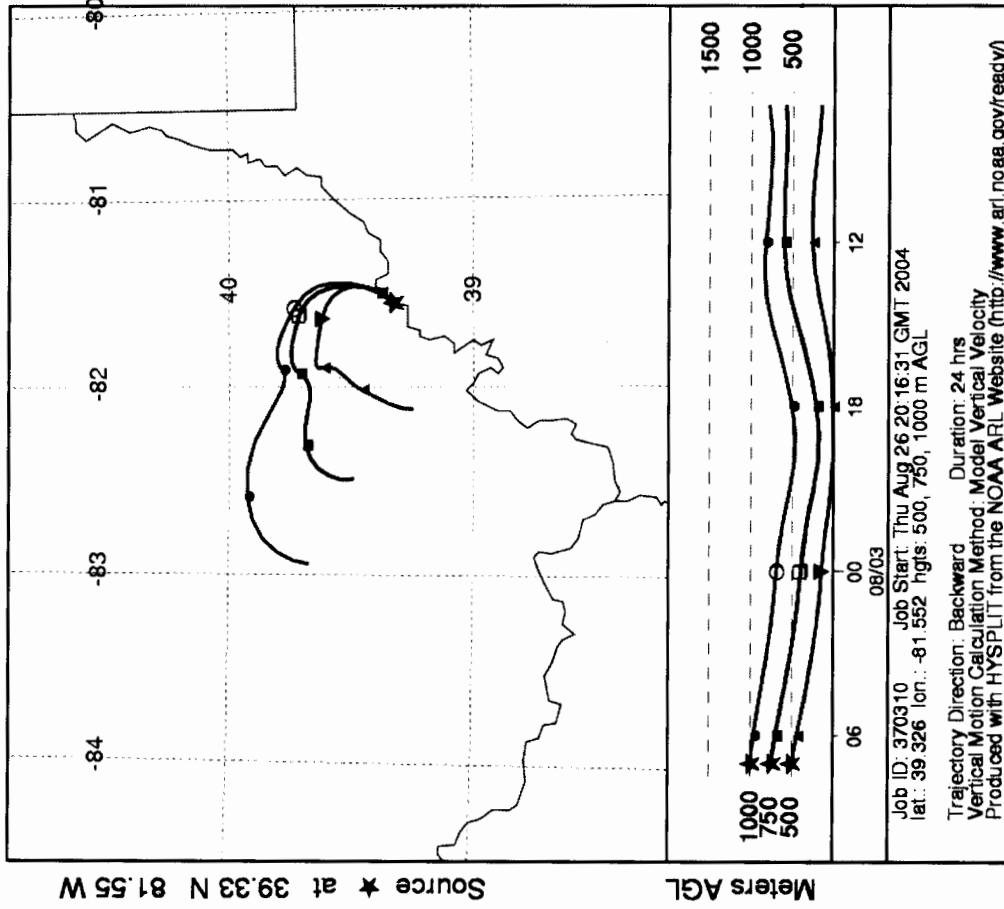 Source ★ at 39.33 N 81.55 W
-84
-83
-82
-81
-80
40
39
Meters AGL
1500
1000
500
1000
750
500
06
00
18
12
08/03
Job ID: 370310 Job Start: Thu Aug 26 20:16:31 GMT 2004
lat.: 39.326 lon.: -81.552 hgts: 500, 750, 1000 m AGL
Trajectory Direction: Backward Duration: 24 hrs
Vertical Motion Calculation Method: Model Vertical Velocity
Produced with HYSPLIT from the NOAA ARL Website (http://www.arl.noaa.gov/ready/)